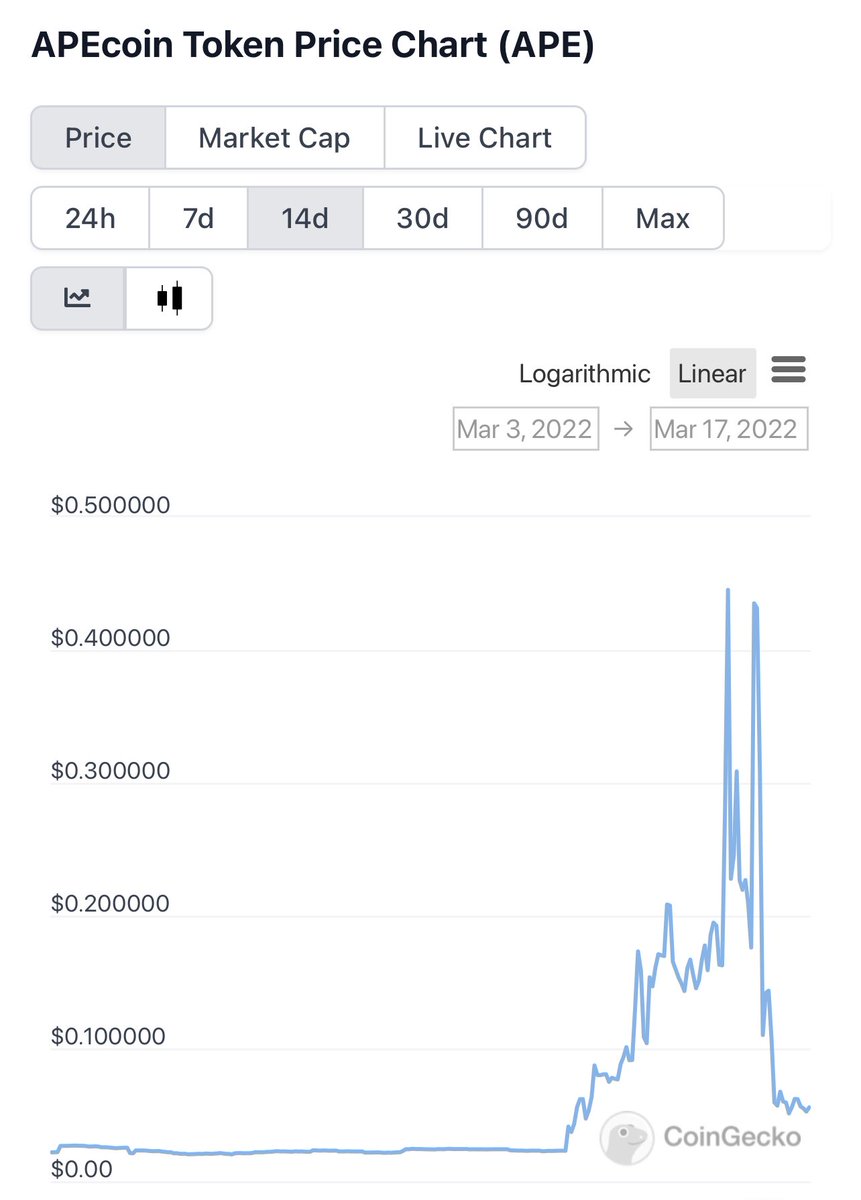 APEcoin Token Price Chart (APE)
Price Market Cap Live Chart
24h 7d 14d 30d 90d Max
Logarithmic Linear
Mar 3, 2022 → Mar 17, 2022
$0.500000
$0.400000
$0.300000
$0.200000
$0.100000
CoinGecko
$0.00